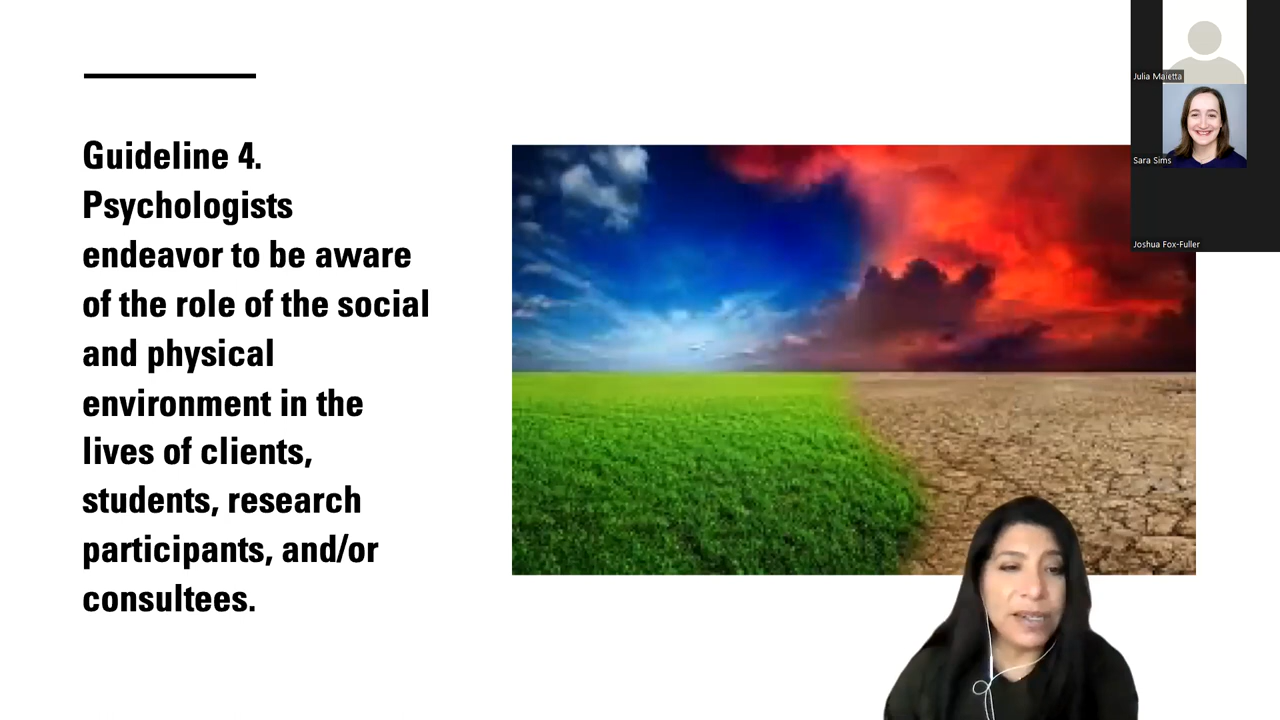 Guideline 4.
Psychologists
endeavor to be aware
of the role of the social
and physical
environment in the
lives of clients,
students, research
participants, and/or
consultees.
Julia Maietta
Sara Sims
Joshua Fox-Fuller